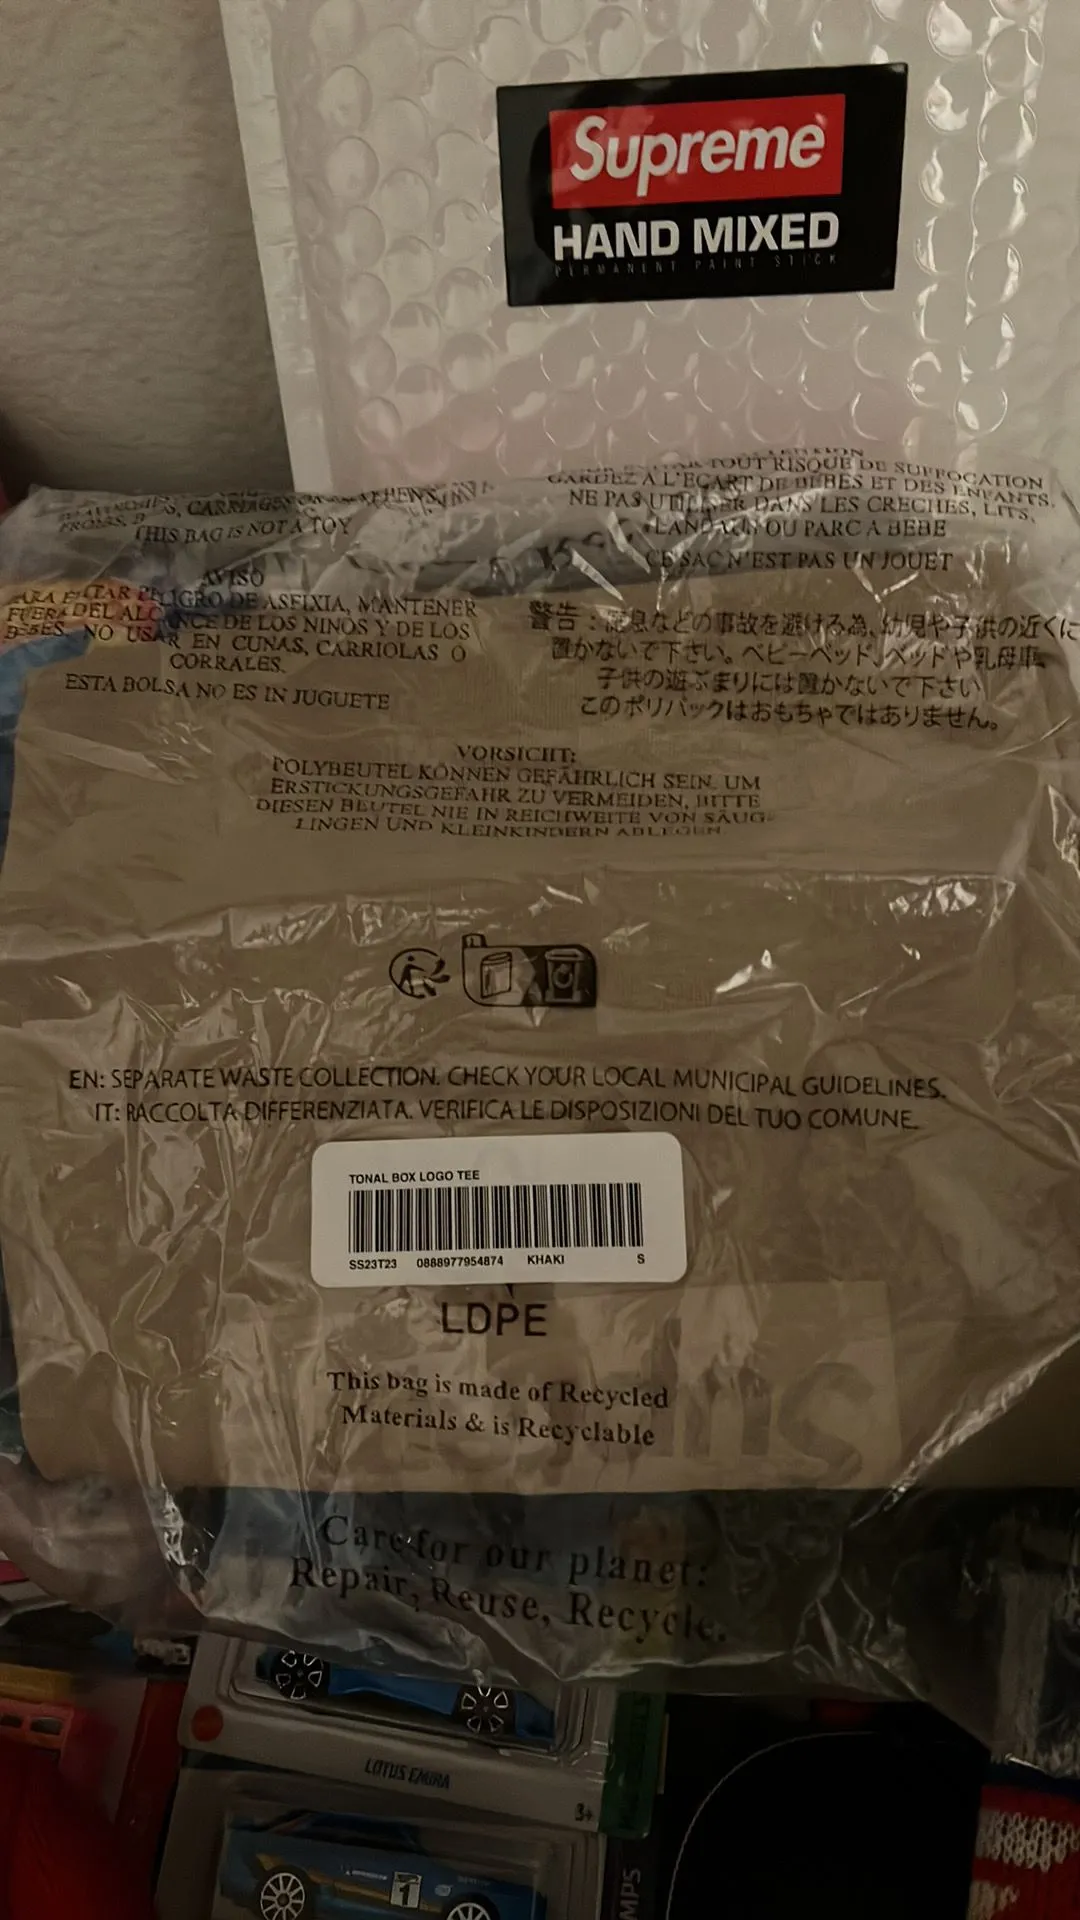 Supreme
HAND MIXED
PERMANENT PAINT STICK
THIS BAG IS NOT A TOY
TOUT RISQUE DE SUFFOCATION
GARDEZ A L'ECART DE BEBES ET DES ENFANTS.
NE PAS UTILISER DANS LES CRECHES, LITS,
LANDAUS OU PARC A BEBE
CE SAC N'EST PAS UN JOUET
AVISO
PARA EVITAR PELIGRO DE ASFIXIA, MANTENER
FUERA DEL ALCANCE DE LOS NINOS Y DE LOS
BEBES. NO USAR EN CUNAS, CARRIOLAS O
CORRALES.
ESTA BOLSA NO ES IN JUGUETE
警告：窒息などの事故を避ける為、幼児や子供の近くに
置かないで下さい。ベビーベッド、ベッドや乳母車
子供の遊ぶまりには置かないで下さい
このポリバックはおもちゃではありません。
VORSICHT:
POLYBEUTEL KÖNNEN GEFÄHRLICH SEIN. UM
ERSTICKUNGSGEFAHR ZU VERMEIDEN, BITTE
DIESEN BEUTEL NIE IN REICHWEITE VON SÄUG-
LINGEN UND KLEINKINDERN ABLEGEN.
EN: SEPARATE WASTE COLLECTION. CHECK YOUR LOCAL MUNICIPAL GUIDELINES.
IT: RACCOLTA DIFFERENZIATA. VERIFICA LE DISPOSIZIONI DEL TUO COMUNE.
TONAL BOX LOGO TEE
SS23T23 0888977954874 KHAKI S
LDPE
This bag is made of Recycled
Materials & is Recyclable
Care for our planet:
Repair, Reuse, Recycle.
LOTUS EMIRA
3+
1